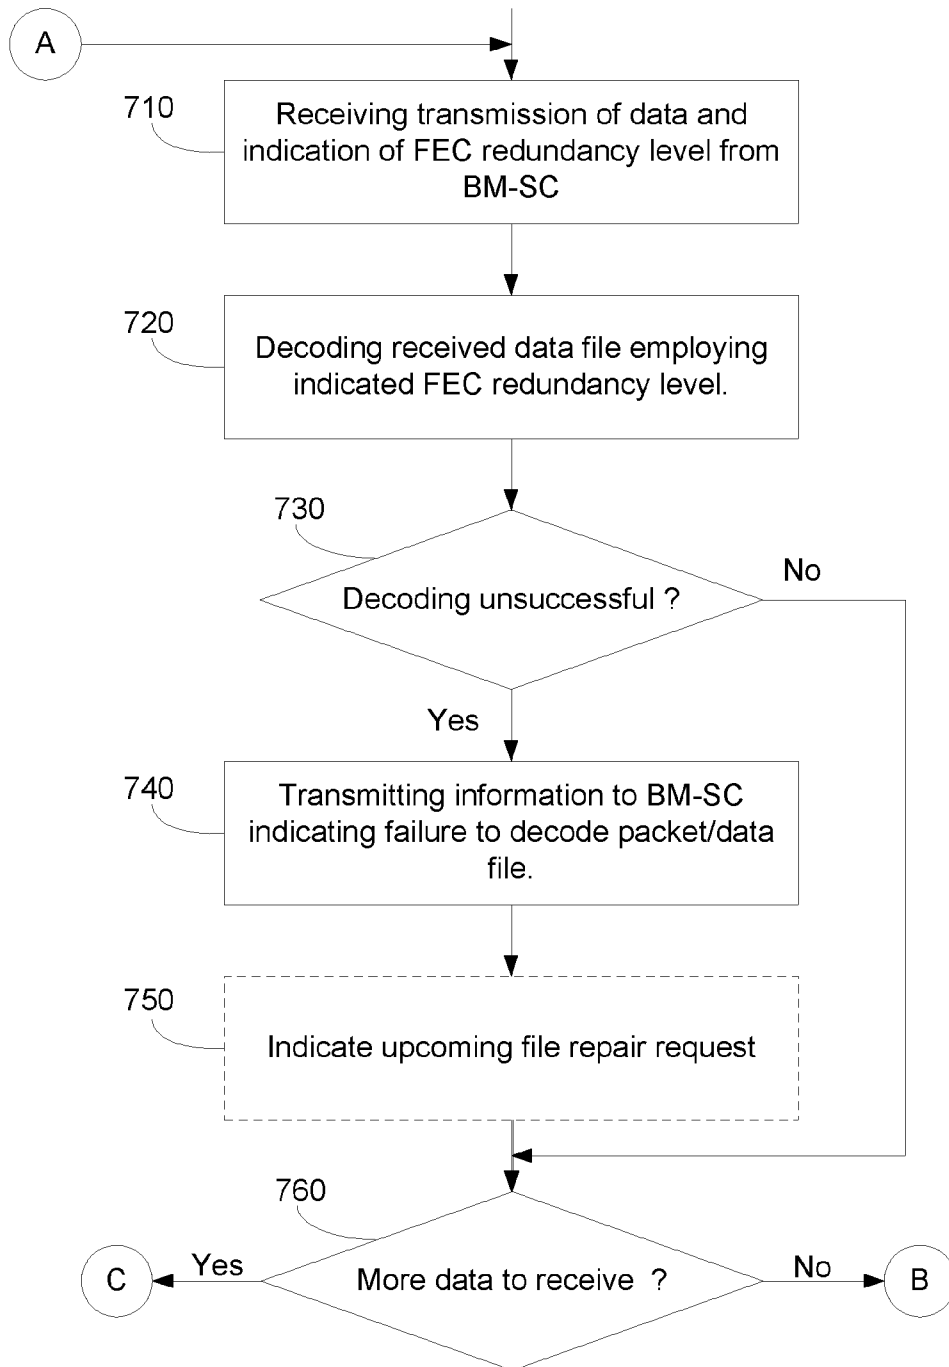 A
710
Receiving transmission of data and
indication of FEC redundancy level from
BM-SC
720
Decoding received data file employing
indicated FEC redundancy level.
730
Decoding unsuccessful ?
No
Yes
740
Transmitting information to BM-SC
indicating failure to decode packet/data
file.
750
Indicate upcoming file repair request
760
More data to receive ?
Yes
C
No
B